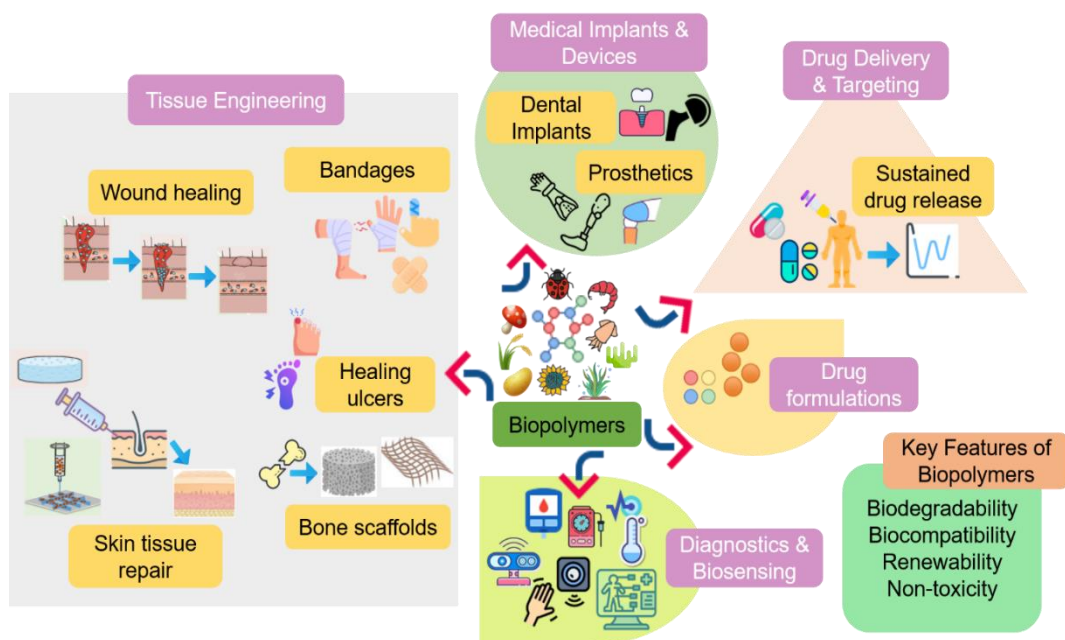 Medical Implants &
Devices
Dental
Implants
Prosthetics
Drug Delivery
& Targeting
Sustained
drug release
Tissue Engineering
Wound healing
Bandages
Healing
ulcers
Skin tissue
repair
Bone scaffolds
Biopolymers
Drug
formulations
Diagnostics &
Biosensing
Key Features of
Biopolymers
Biodegradability
Biocompatibility
Renewability
Non-toxicity